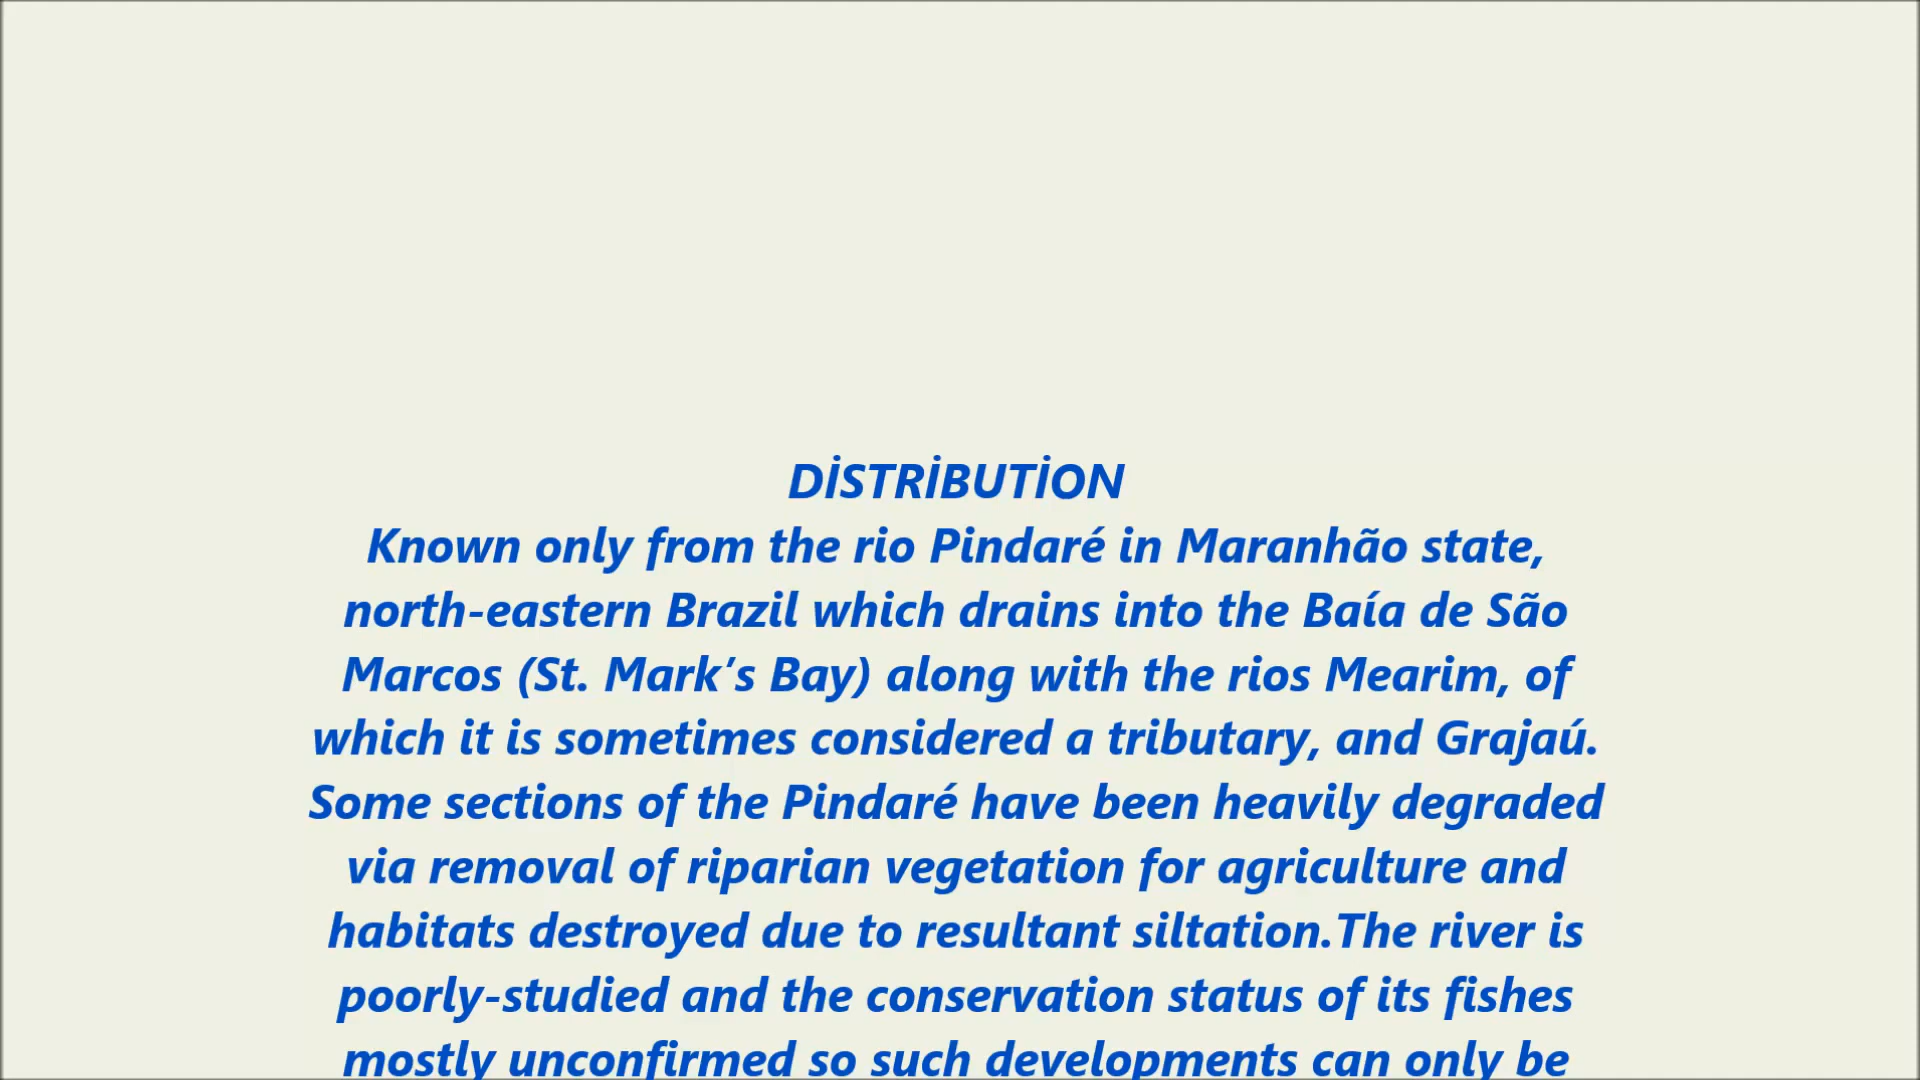 DİSTRİBUTİON
Known only from the rio Pindaré in Maranhão state,
north-eastern Brazil which drains into the Baía de São
Marcos (St. Mark’s Bay) along with the rios Mearim, of
which it is sometimes considered a tributary, and Grajaú.
Some sections of the Pindaré have been heavily degraded
via removal of riparian vegetation for agriculture and
habitats destroyed due to resultant siltation.The river is
poorly-studied and the conservation status of its fishes
mostly unconfirmed so such developments can only be